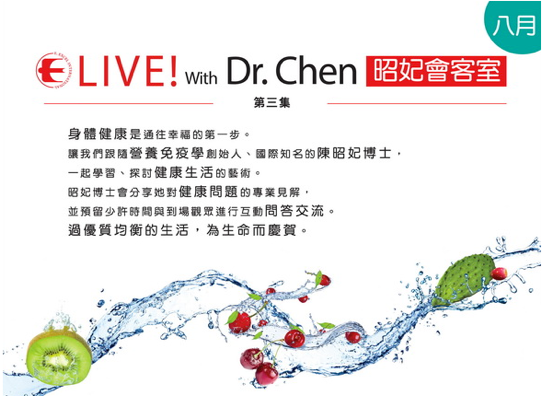 八月
LIVE! With Dr. Chen 昭妃會客室
第三集
身體健康是通往幸福的第一步。
讓我們跟隨營養免疫學創始人、國際知名的陳昭妃博士，
一起學習、探討健康生活的藝術。
昭妃博士會分享她對健康問題的專業見解，
並預留少許時間與到場觀眾進行互動問答交流。
過優質均衡的生活，為生命而慶賀。